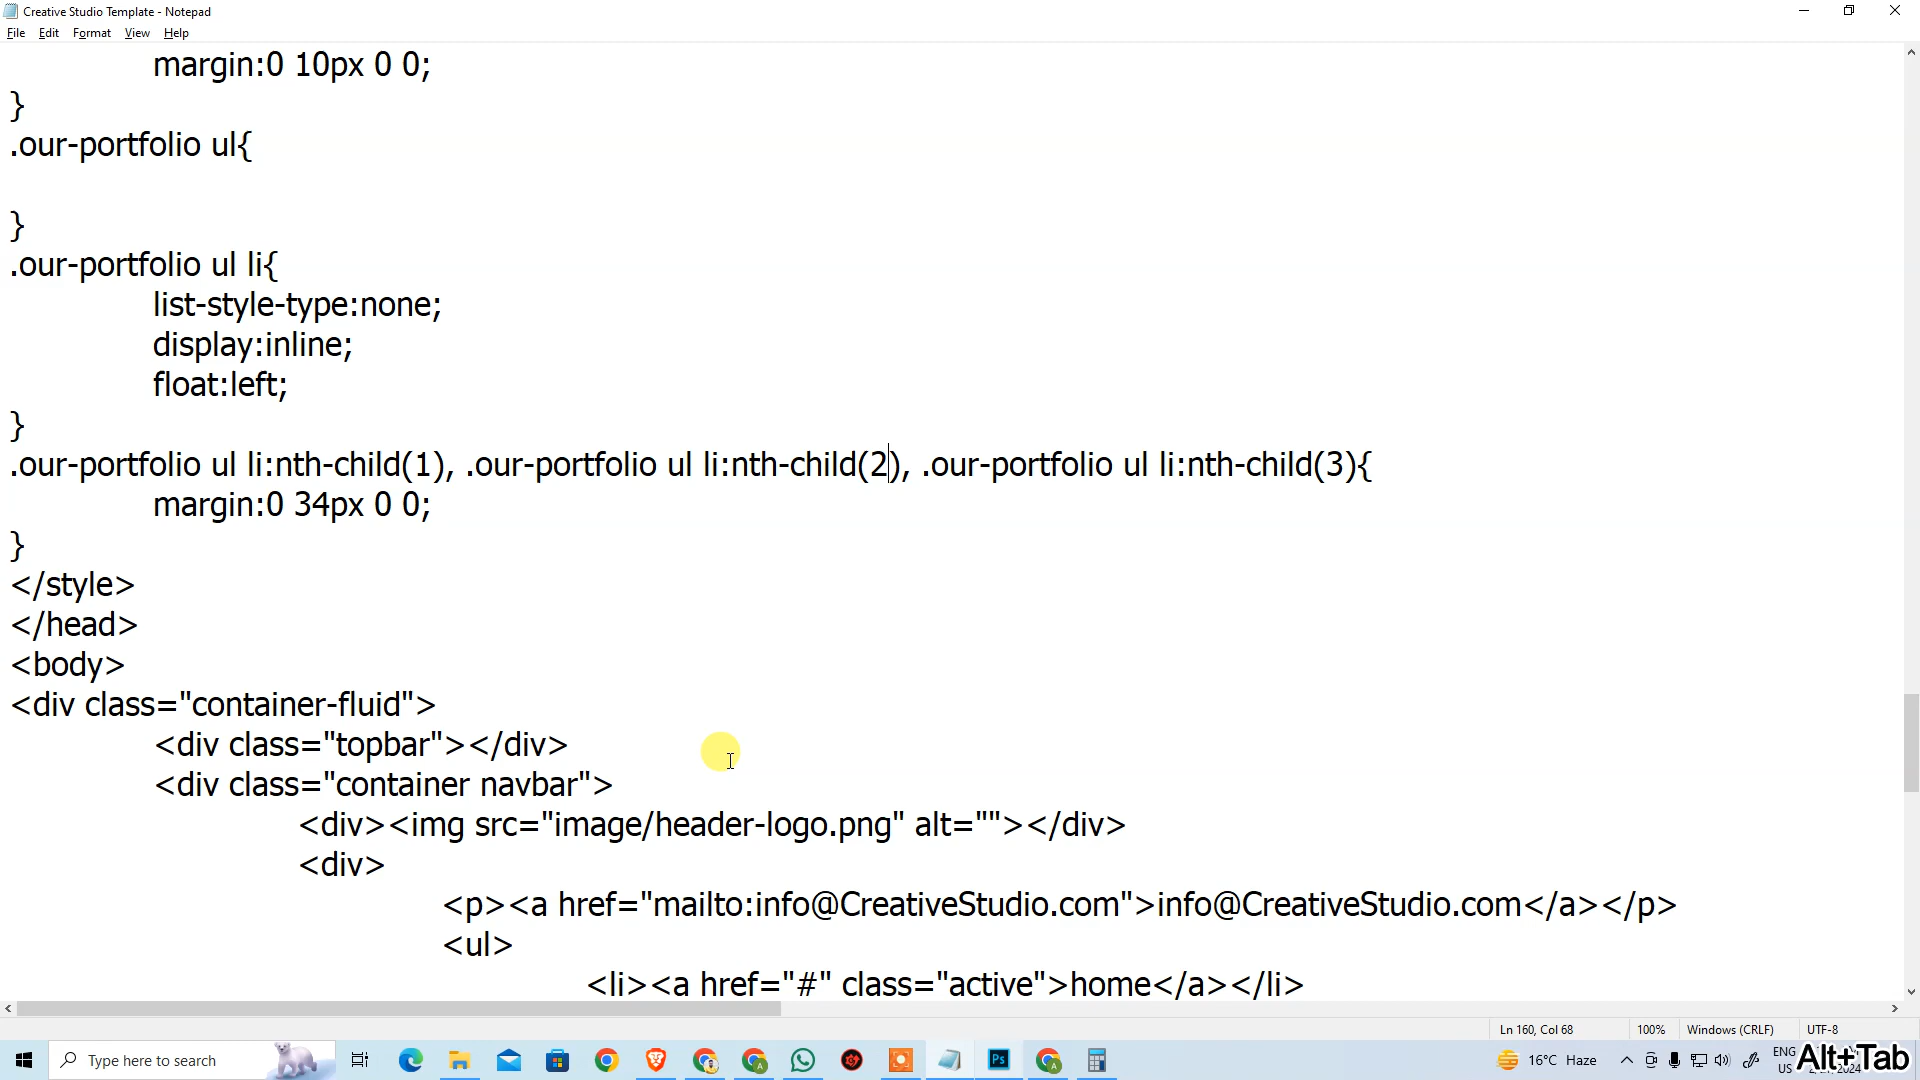 Creative Studio Template - Notepad
File Edit Format View Help
margin:0 10px 0 0;
}
.our-portfolio ul{
}
.our-portfolio ul li{
list-style-type:none;
display:inline;
float:left;
}
.our-portfolio ul li:nth-child(1), .our-portfolio ul li:nth-child(2), .our-portfolio ul li:nth-child(3){
margin:0 34px 0 0;
}
</style>
</head>
<body>
<div class="container-fluid">
<div class="topbar"></div>
<div class="container navbar">
<div><img src="image/header-logo.png" alt=""></div>
<div>
<p><a href="mailto:info@CreativeStudio.com">info@CreativeStudio.com</a></p>
<ul>
<li><a href="#" class="active">home</a></li>
Ln 160, Col 68 100% Windows (CRLF) UTF-8
Type here to search
Ps
16°C Haze
ENG
US
Alt+Tab